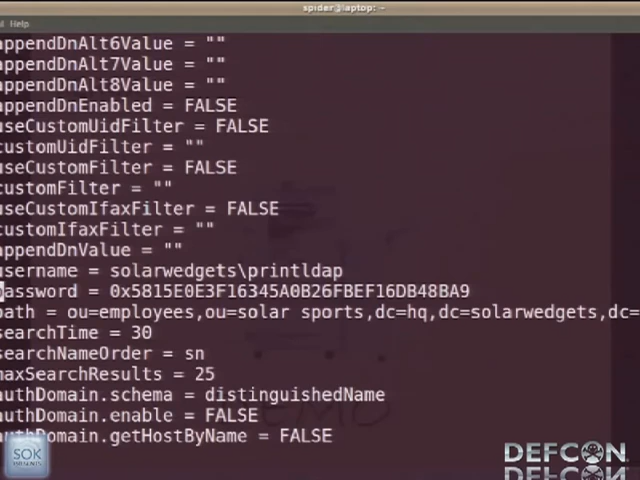 spider@laptop: ~
Help
appendDnAlt6Value = ""
appendDnAlt7Value = ""
appendDnAlt8Value = ""
appendDnEnabled = FALSE
useCustomUidFilter = FALSE
customUidFilter = ""
useCustomFilter = FALSE
customFilter = ""
useCustomIfaxFilter = FALSE
customIfaxFilter = ""
appendDnValue = ""
username = solarwedgets\printldap
password = 0x5815E0E3F16345A0B26FBEF16DB48BA9
path = ou=employees,ou=solar sports,dc=hq,dc=solarwedgets,dc=
searchTime = 30
searchNameOrder = sn
maxSearchResults = 25
authDomain.schema = distinguishedName
authDomain.enable = FALSE
authDomain.getHostByName = FALSE
SOK
DEFCON